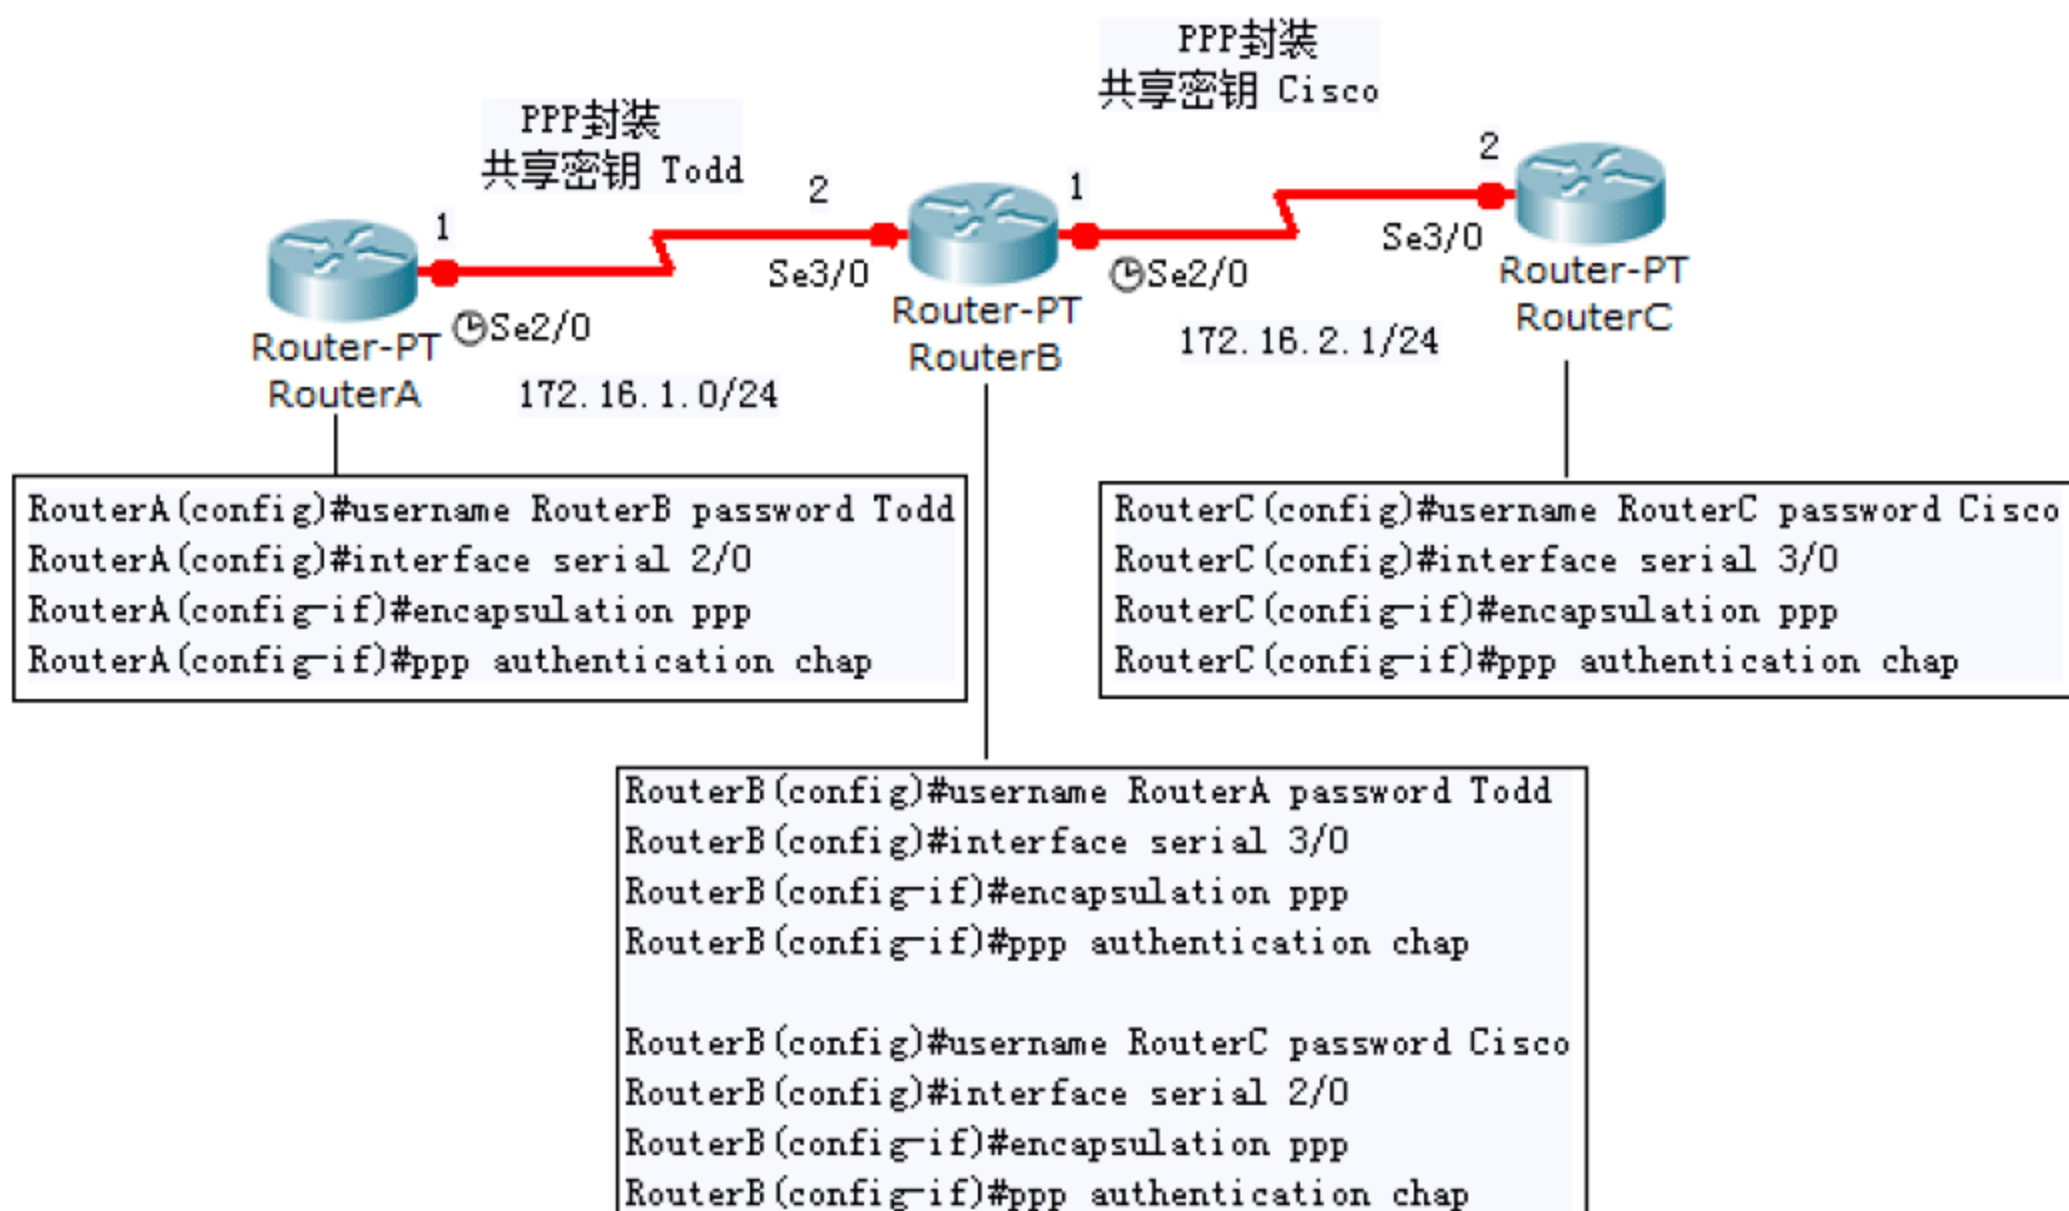 PPP封装
共享密钥 Cisco
PPP封装
共享密钥 Todd
1
2
1
2
Se2/0
Se3/0
Se2/0
Se3/0
Router-PT
RouterA
Router-PT
RouterB
Router-PT
RouterC
172.16.1.0/24
172.16.2.1/24
RouterA(config)#username RouterB password Todd
RouterA(config)#interface serial 2/0
RouterA(config-if)#encapsulation ppp
RouterA(config-if)#ppp authentication chap
RouterC(config)#username RouterC password Cisco
RouterC(config)#interface serial 3/0
RouterC(config-if)#encapsulation ppp
RouterC(config-if)#ppp authentication chap
RouterB(config)#username RouterA password Todd
RouterB(config)#interface serial 3/0
RouterB(config-if)#encapsulation ppp
RouterB(config-if)#ppp authentication chap
RouterB(config)#username RouterC password Cisco
RouterB(config)#interface serial 2/0
RouterB(config-if)#encapsulation ppp
RouterB(config-if)#ppp authentication chap